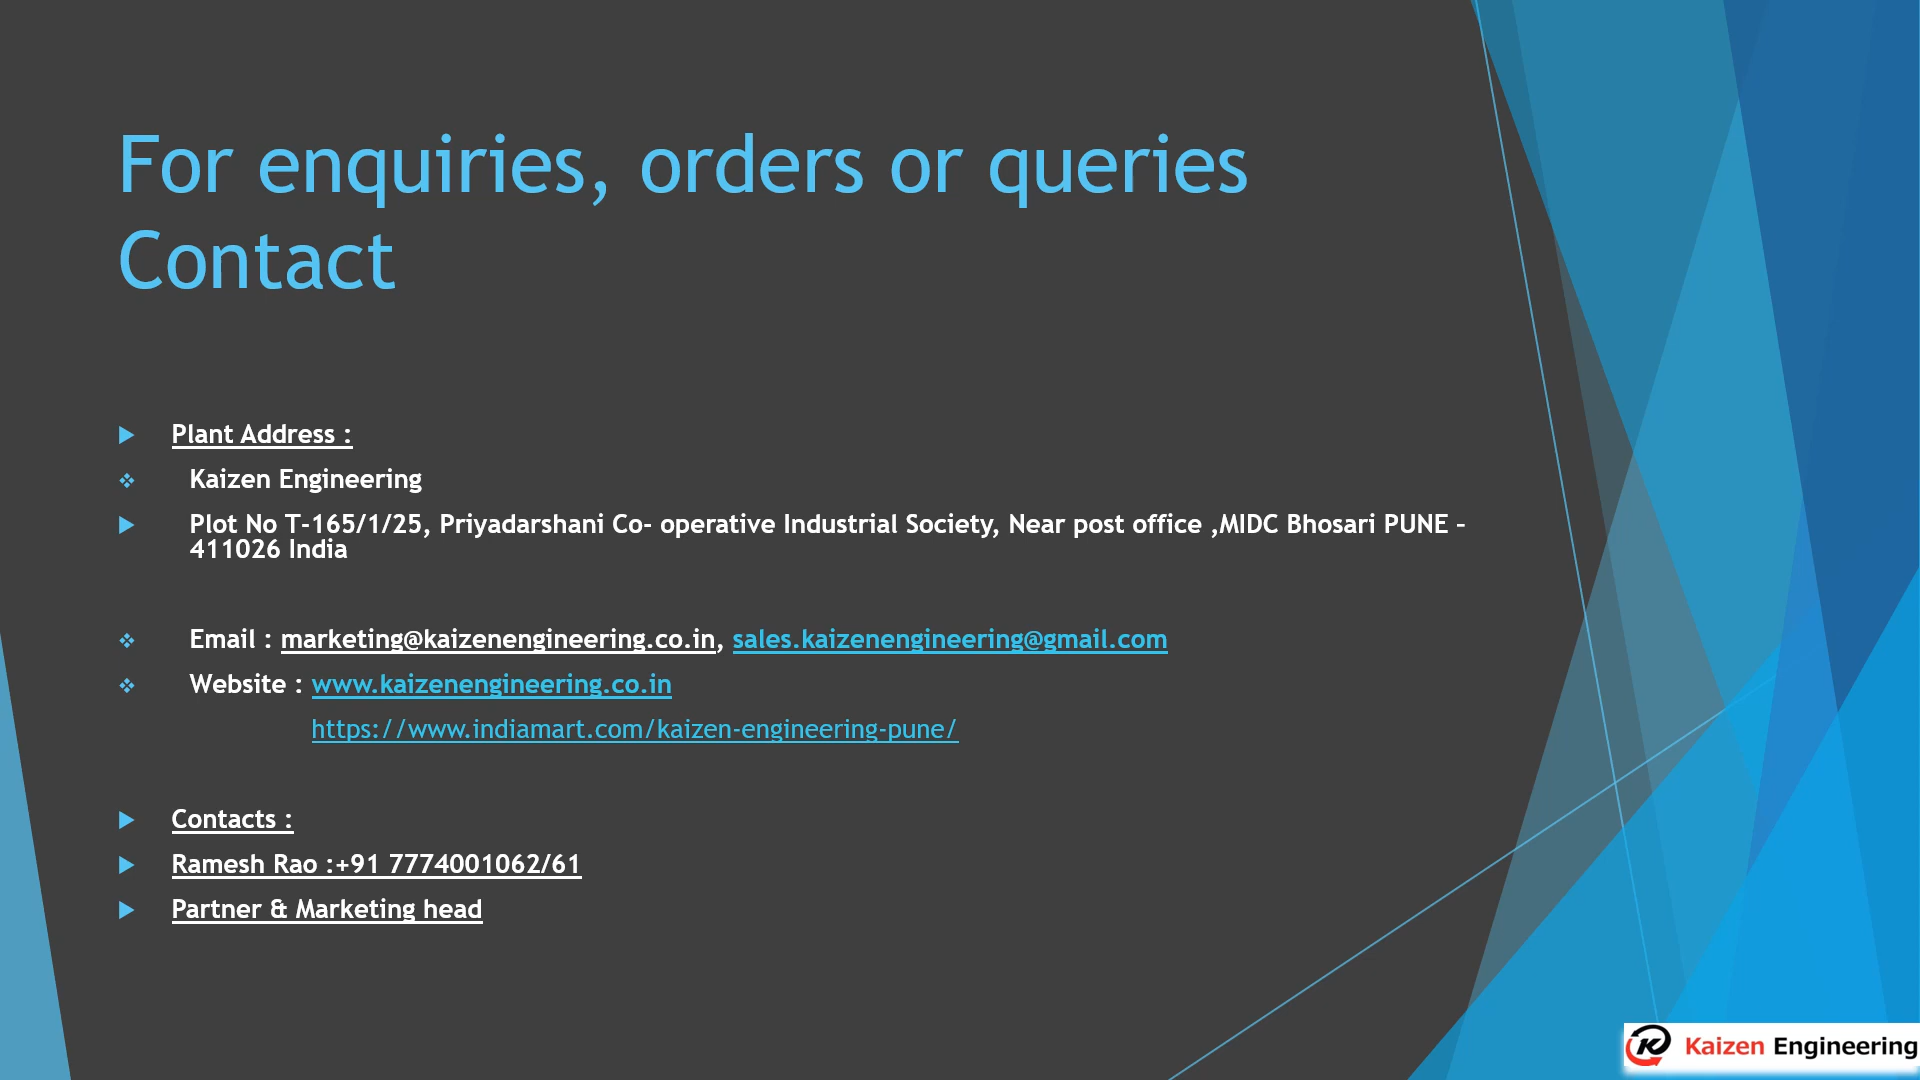 For enquiries, orders or queries
Contact
Plant Address :
Kaizen Engineering
Plot No T-165/1/25, Priyadarshani Co- operative Industrial Society, Near post office ,MIDC Bhosari PUNE –
411026 India
Email : marketing@kaizenengineering.co.in, sales.kaizenengineering@gmail.com
Website : www.kaizenengineering.co.in
https://www.indiamart.com/kaizen-engineering-pune/
Contacts :
Ramesh Rao :+91 7774001062/61
Partner & Marketing head
Kaizen Engineering